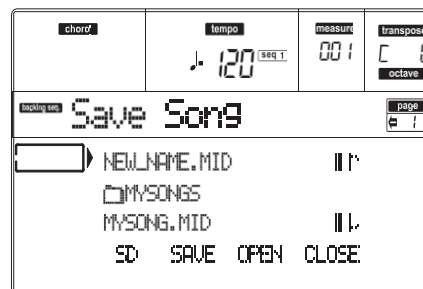 chord tempo measure transpose
120 seq 1 001 C
octave
backing seq. Save Song page
1
NEW_NAME.MID
MYSONGS
MYSONG.MID
SD SAVE OPEN CLOSE